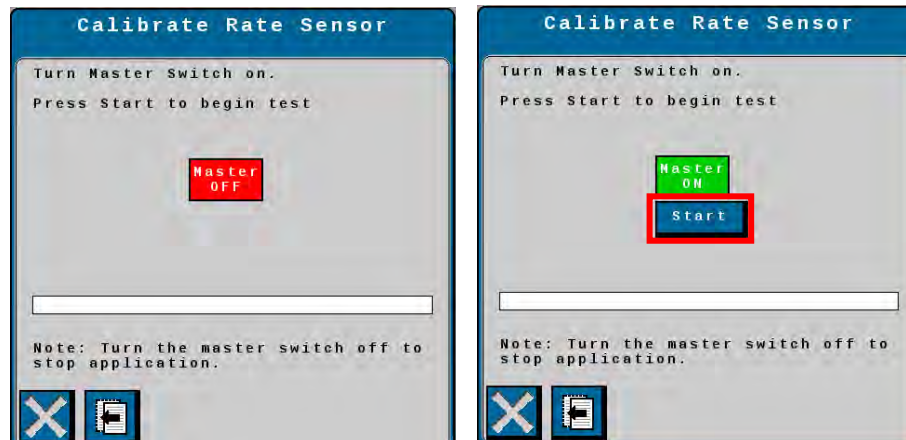 Calibrate Rate Sensor
Turn Master Switch on.
Press Start to begin test
Master
OFF
Note: Turn the master switch off to
stop application.
Calibrate Rate Sensor
Turn Master Switch on.
Press Start to begin test
Master
ON
Start
Note: Turn the master switch off to
stop application.